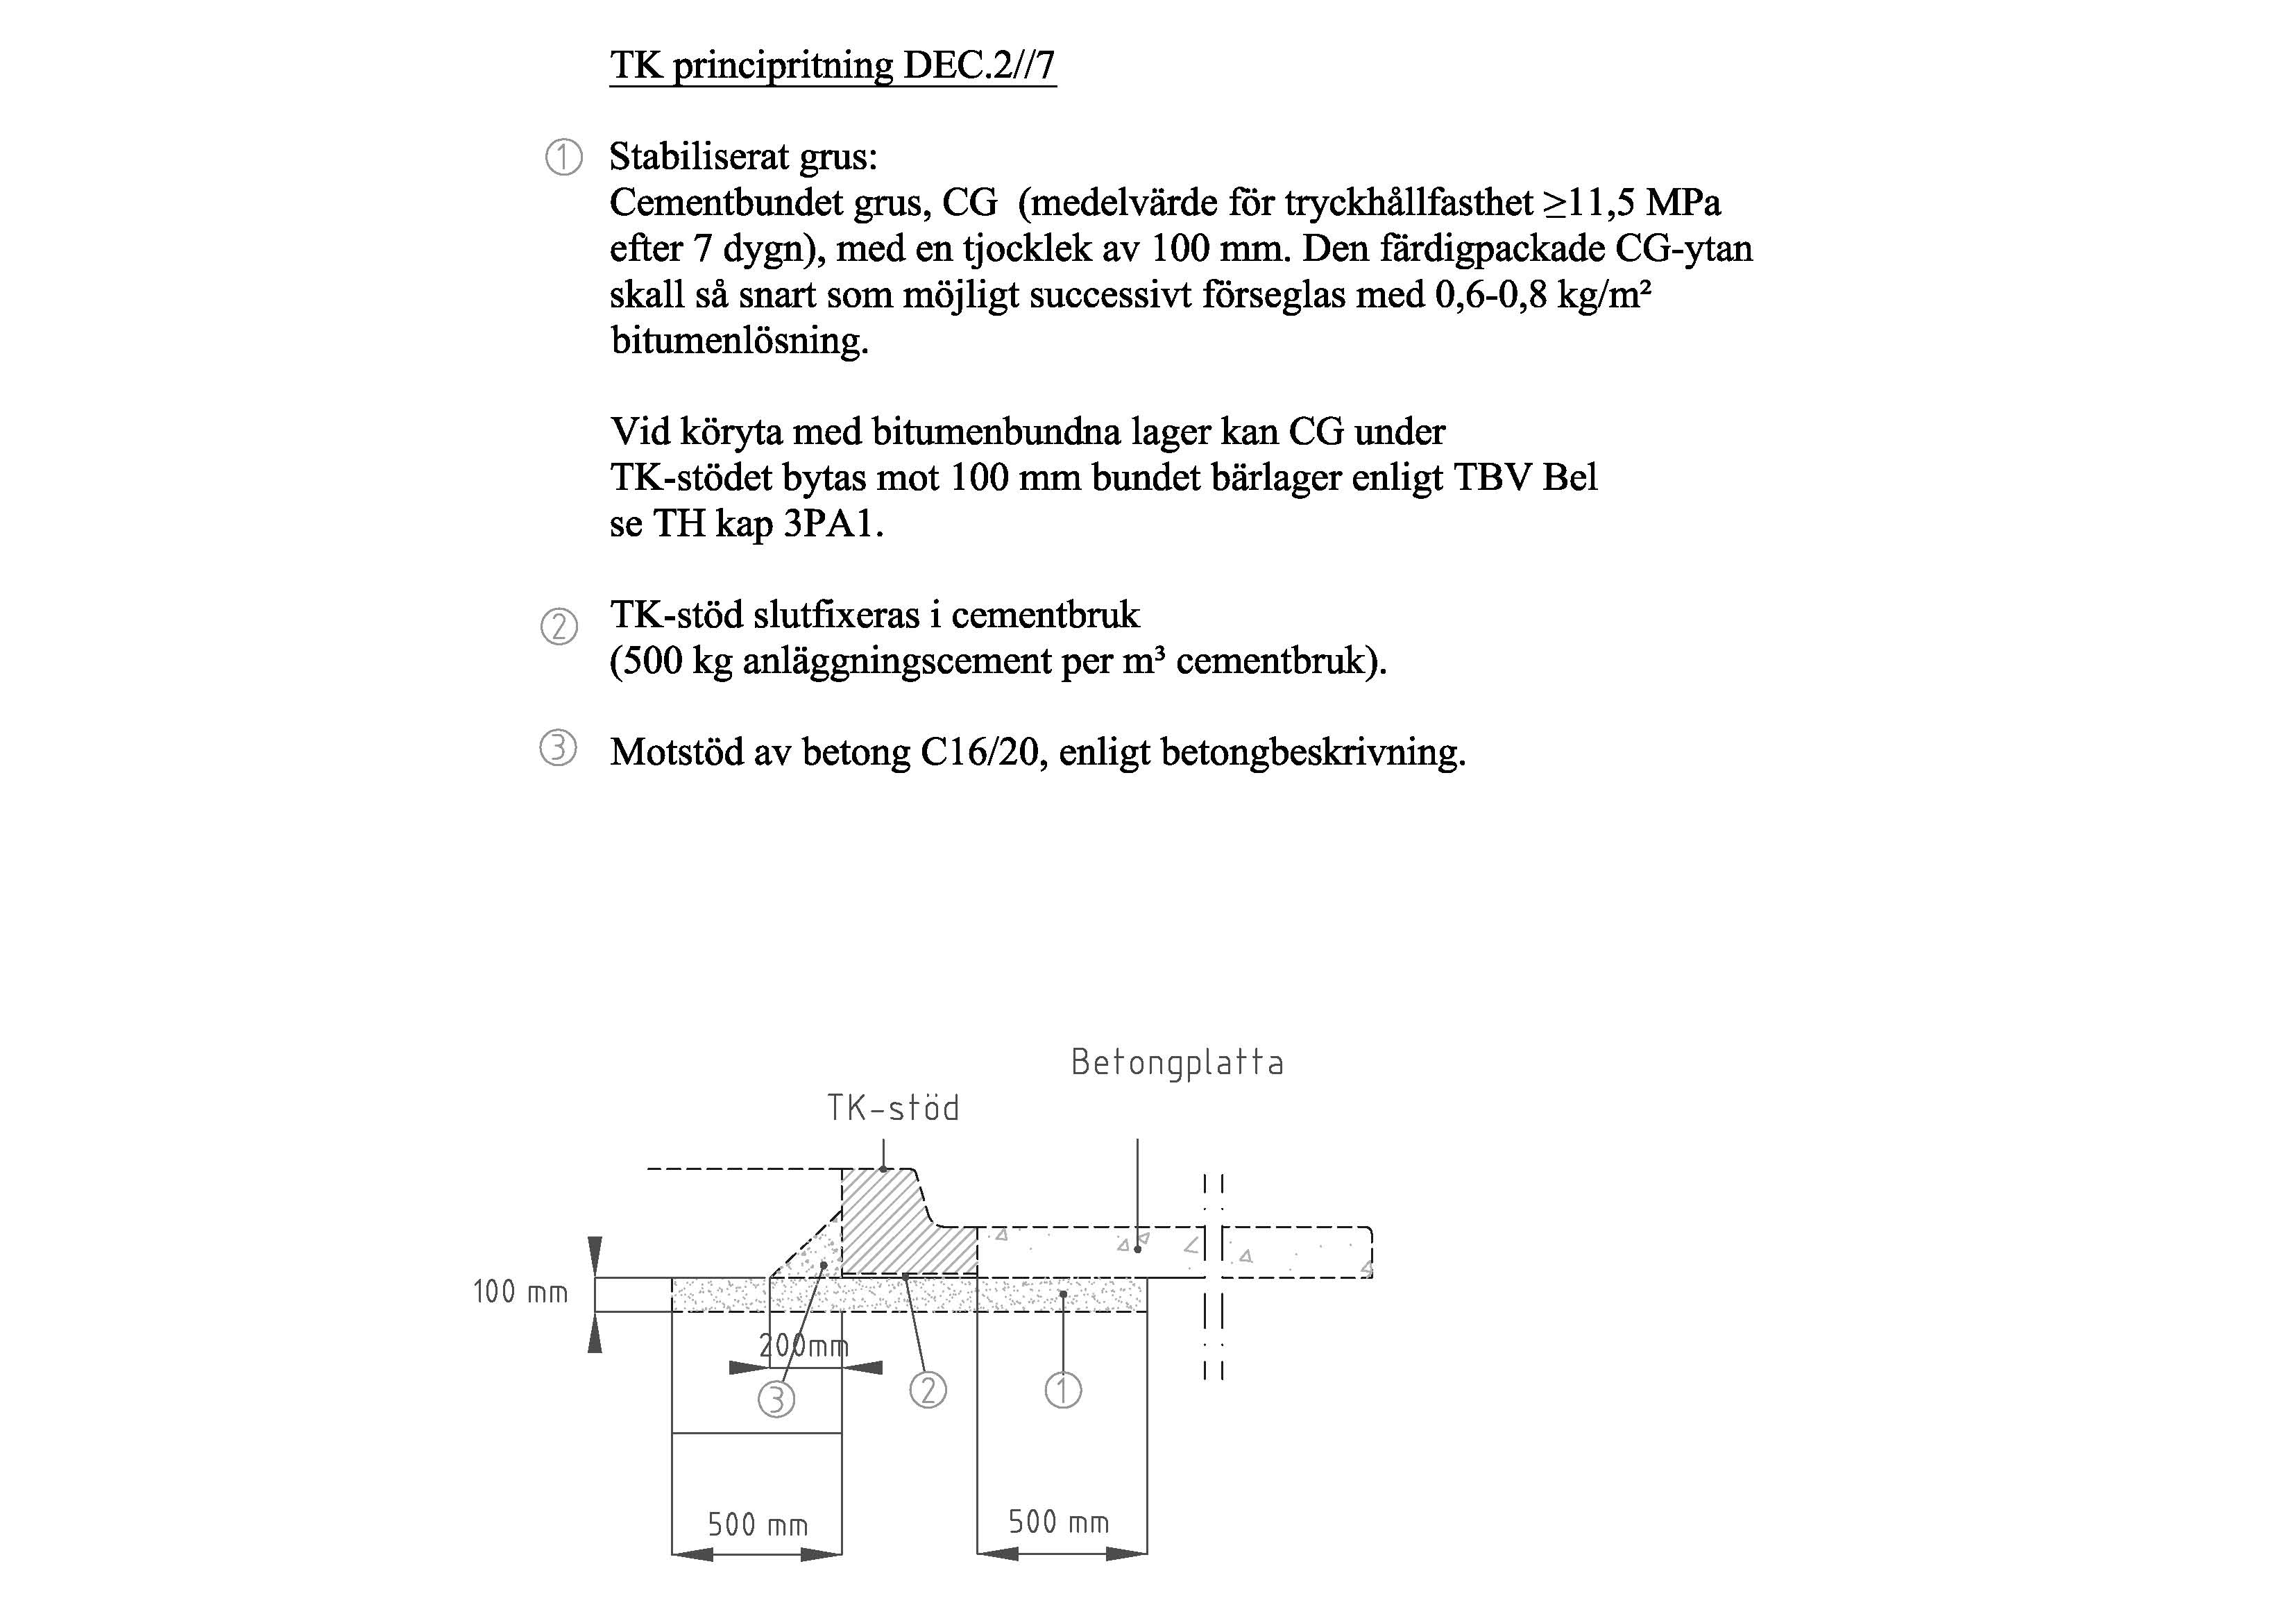 TK principritning DEC.2//7
① Stabiliserat grus:
Cementbundet grus, CG (medelvärde för tryckhållfasthet ≥11,5 MPa
efter 7 dygn), med en tjocklek av 100 mm. Den färdigpackade CG-ytan
skall så snart som möjligt successivt förseglas med 0,6-0,8 kg/m²
bitumenlösning.
Vid köryta med bitumenbundna lager kan CG under
TK-stödet bytas mot 100 mm bundet bärlager enligt TBV Bel
se TH kap 3PA1.
② TK-stöd slutfixeras i cementbruk
(500 kg anläggningscement per m³ cementbruk).
③ Motstöd av betong C16/20, enligt betongbeskrivning.
Betongplatta
TK-stöd
100 mm
200mm
③
②
①
500 mm
500 mm